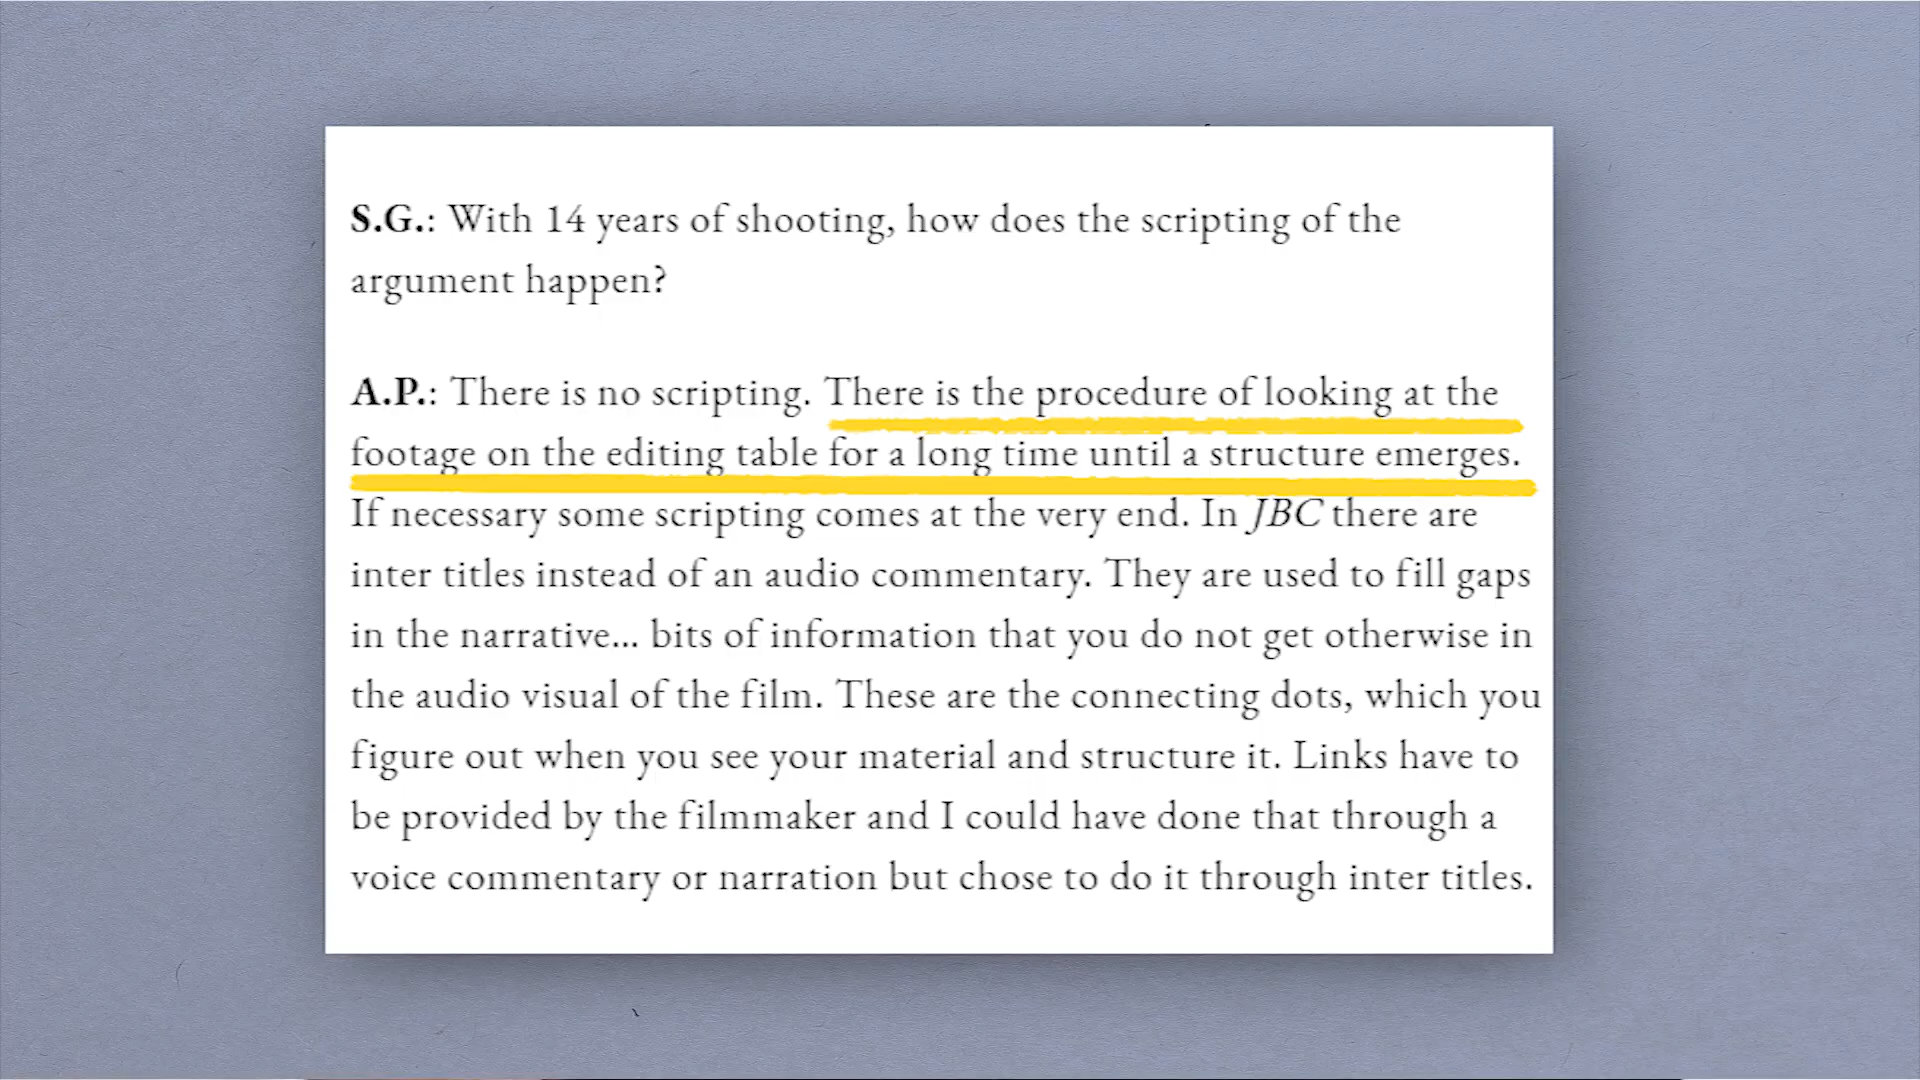 S.G.: With 14 years of shooting, how does the scripting of the
argument happen?
A.P.: There is no scripting. There is the procedure of looking at the
footage on the editing table for a long time until a structure emerges.
If necessary some scripting comes at the very end. In JBC there are
inter titles instead of an audio commentary. They are used to fill gaps
in the narrative... bits of information that you do not get otherwise in
the audio visual of the film. These are the connecting dots, which you
figure out when you see your material and structure it. Links have to
be provided by the filmmaker and I could have done that through a
voice commentary or narration but chose to do it through inter titles.